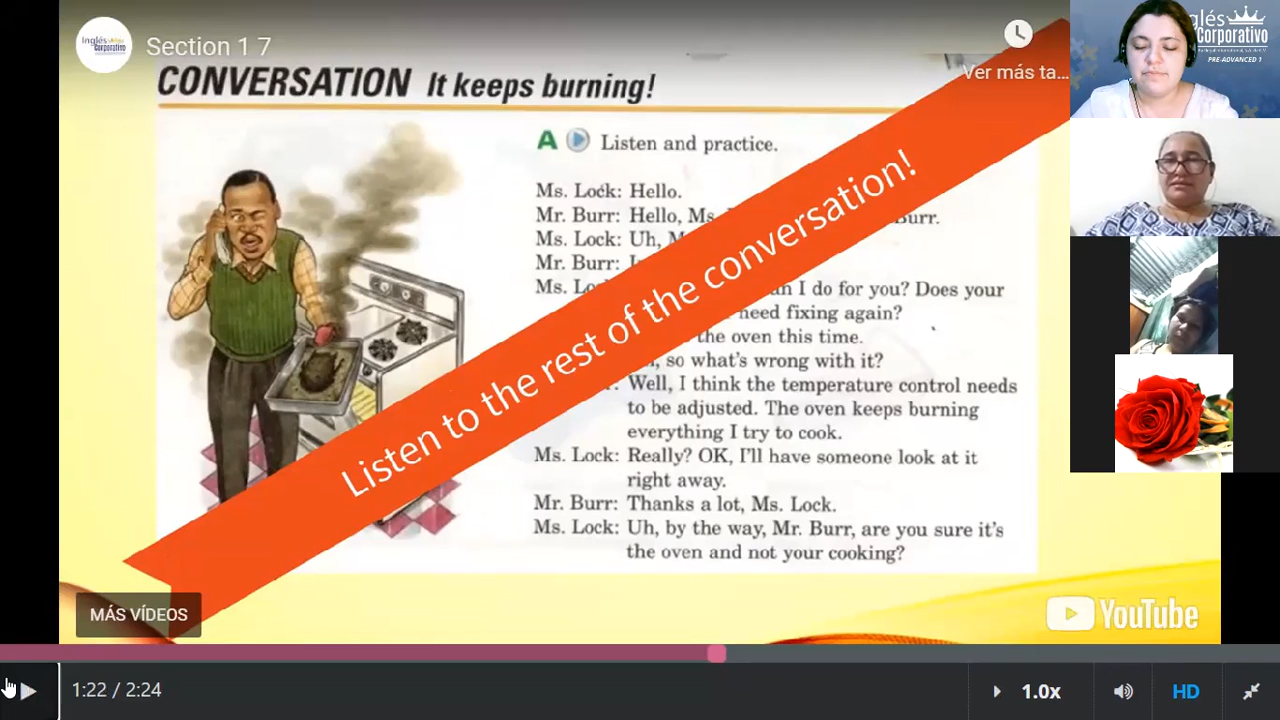 Inglés Corporativo
Section 1 7
Ver más ta...
glés
Corporativo
PRE-ADVANCED 1
CONVERSATION It keeps burning!
A Listen and practice.
Ms. Lock: Hello.
Mr. Burr: Hello, Ms. Burr.
Ms. Lock: Uh,
Mr. Burr:
Ms. I do for you? Does your
need fixing again?
the oven this time.
so what's wrong with it?
Well, I think the temperature control needs
to be adjusted. The oven keeps burning
everything I try to cook.
Ms. Lock: Really? OK, I'll have someone look at it
right away.
Mr. Burr: Thanks a lot, Ms. Lock.
Ms. Lock: Uh, by the way, Mr. Burr, are you sure it's
the oven and not your cooking?
Listen to the rest of the conversation!
MÁS VÍDEOS
YouTube
1:22 / 2:24
1.0x
HD